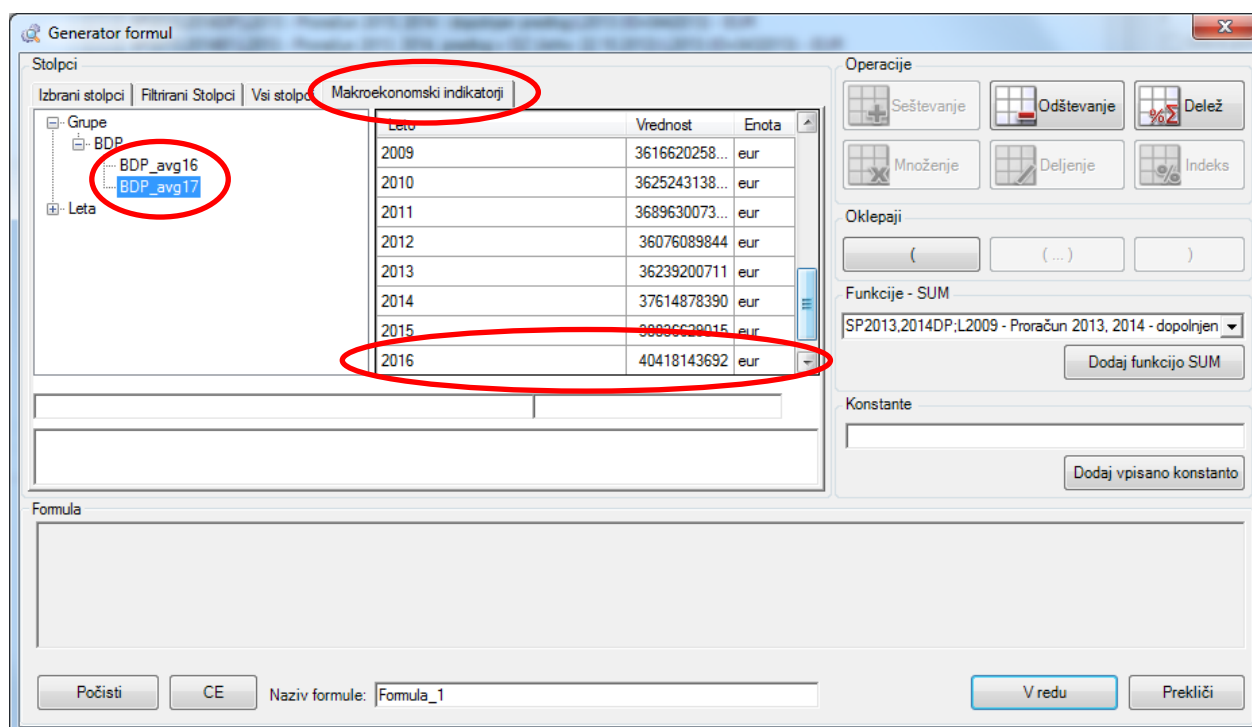 Generator formul
Stolpci
Izbrani stolpci
Filtrirani Stolpci
Vsi stolpci
Makroekonomski indikatorji
Grupe
BDP
BDP_avg16
BDP_avg17
Leta
Leto Vrednost Enota
2009 3616620258... eur
2010 3625243138... eur
2011 3689630073... eur
2012 36076089844 eur
2013 36239200711 eur
2014 37614878390 eur
2015 38836629015 eur
2016 40418143692 eur
Operacije
Seštevanje Odštevanje Delež
Množenje Deljenje Indeks
Oklepaji
( (...) )
Funkcije - SUM
SP2013,2014DP;L2009 - Proračun 2013, 2014 - dopolnjen
Dodaj funkcijo SUM
Konstante
Dodaj vpisano konstanto
Formula
Počisti CE Naziv formule: Formula_1 V redu Prekliči